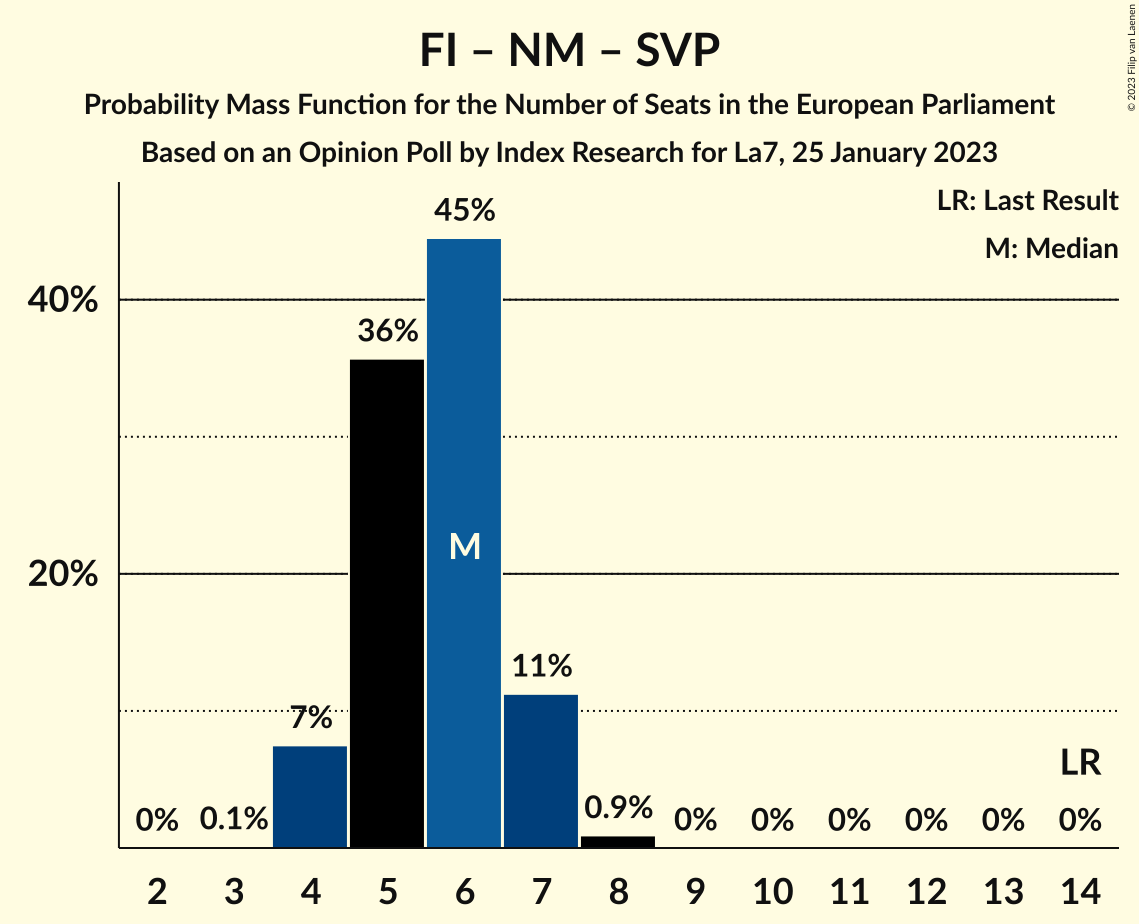 FI – NM – SVP
Probability Mass Function for the Number of Seats in the European Parliament
Based on an Opinion Poll by Index Research for La7, 25 January 2023
© 2023 Filip van Laenen
LR: Last Result
M: Median
45%
40%
36%
M
20%
11%
7%
LR
0% 0.1% 0.9% 0% 0% 0% 0% 0% 0%
2 3 4 5 6 7 8 9 10 11 12 13 14